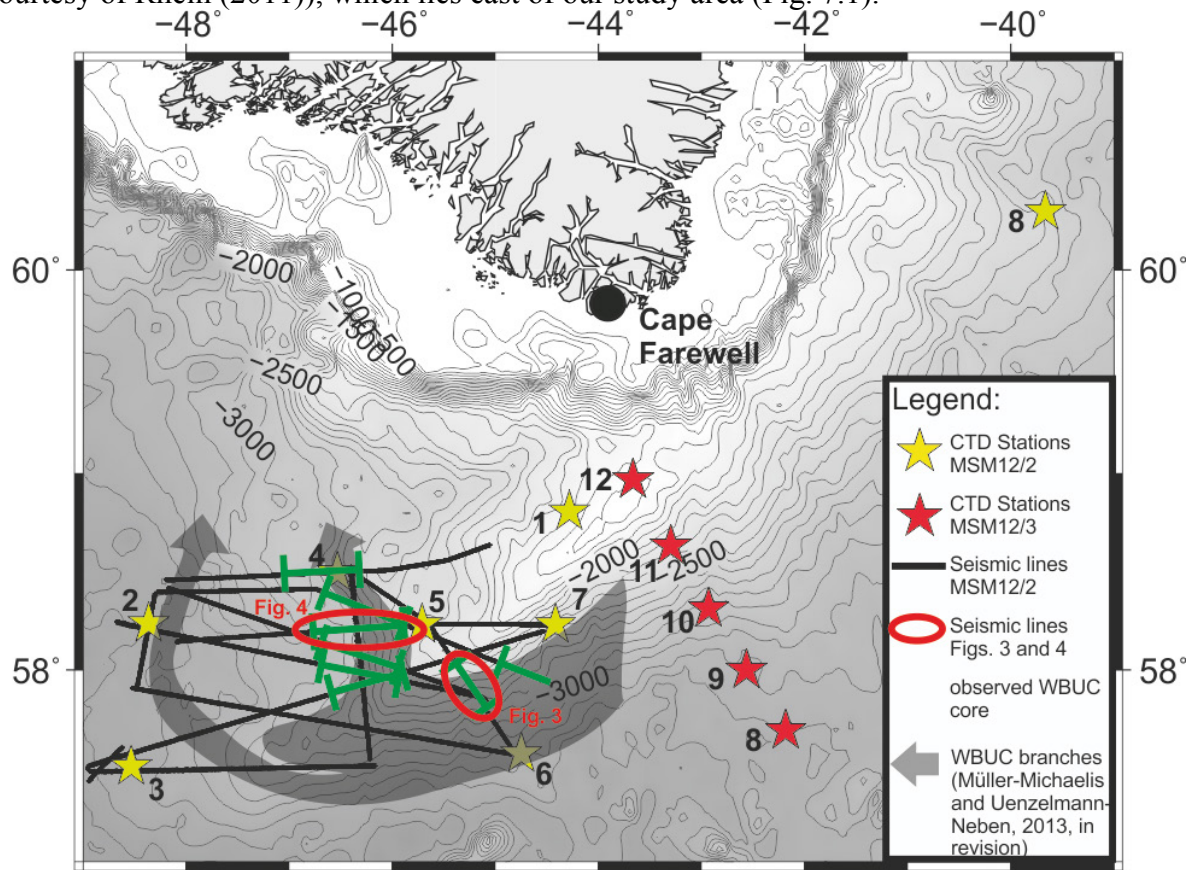 ourtesy of Rhein (2011)), which lies east of our study area (Fig. 7.1).
−46˚
−44˚
−42˚
−40˚
−48˚
8
60˚
60˚
−2000
−1000
−500
−1500
Cape
Farewell
−2500
−3000
12
1
11
−2000
−2500
10
4
2
5
7
Fig. 4
9
58˚
58˚
−3000
Fig. 3
8
6
3
Legend:
CTD Stations
MSM12/2
CTD Stations
MSM12/3
Seismic lines
MSM12/2
Seismic lines
Figs. 3 and 4
observed WBUC
core
WBUC branches
(Müller-Michaelis
and Uenzelmann-
Neben, 2013, in
revision)